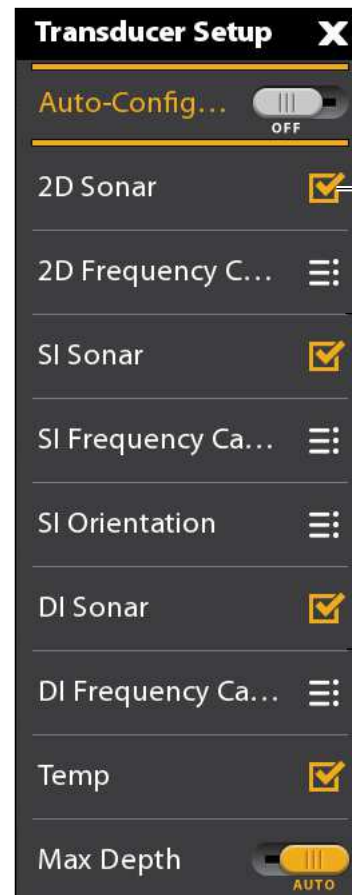 Transducer Setup X
Auto-Config...
OFF
2D Sonar
2D Frequency C...
SI Sonar
SI Frequency Ca...
SI Orientation
DI Sonar
DI Frequency Ca...
Temp
Max Depth
AUTO